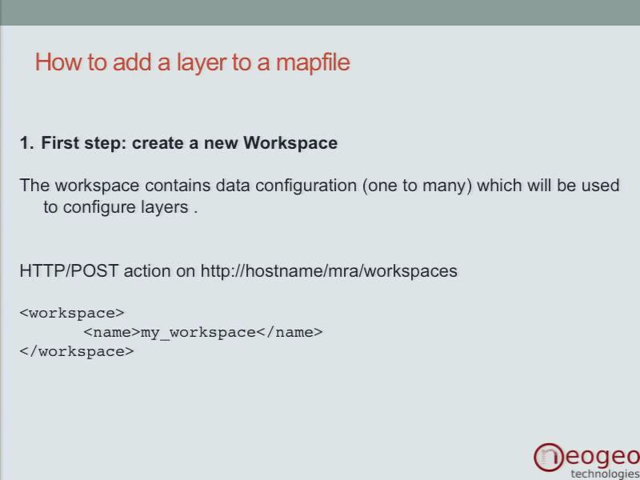 How to add a layer to a mapfile
1. First step: create a new Workspace
The workspace contains data configuration (one to many) which will be used
to configure layers .
HTTP/POST action on http://hostname/mra/workspaces
<workspace>
<name>my_workspace</name>
</workspace>
neogeo
technologies